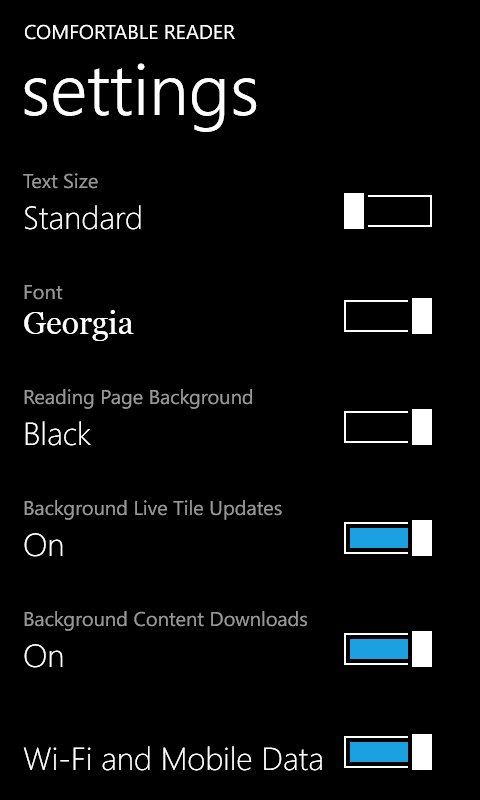 COMFORTABLE READER
settings
Text Size
Standard
Font
Georgia
Reading Page Background
Black
Background Live Tile Updates
On
Background Content Downloads
On
Wi-Fi and Mobile Data